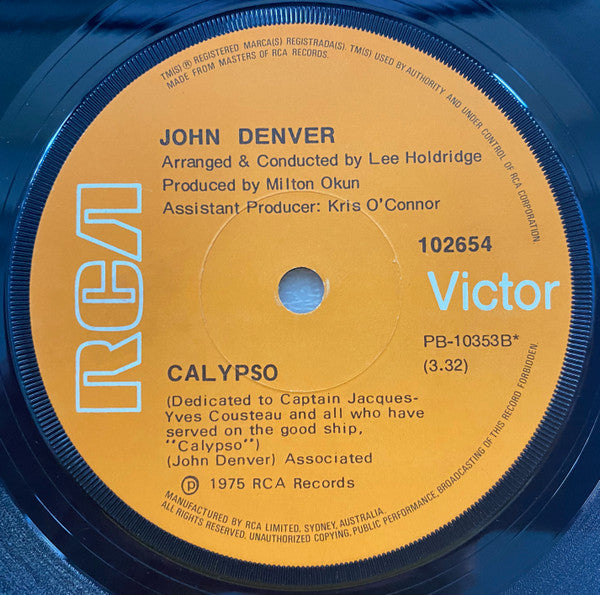 TM(S) ® REGISTERED MARCA(S) REGISTRADA(S). TM(S) USED BY AUTHORITY AND UNDER CONTROL OF RCA CORPORATION.
MADE FROM MASTERS OF RCA RECORDS.
JOHN DENVER
Arranged & Conducted by Lee Holdridge
Produced by Milton Okun
Assistant Producer: Kris O'Connor
RCA
102654
Victor
PB-10353B*
(3.32)
CALYPSO
(Dedicated to Captain Jacques-
Yves Cousteau and all who have
served on the good ship,
"Calypso")
(John Denver) Associated
Ⓟ 1975 RCA Records
MANUFACTURED BY RCA LIMITED, SYDNEY, AUSTRALIA.
ALL RIGHTS RESERVED. UNAUTHORIZED COPYING, PUBLIC PERFORMANCE, BROADCASTING OF THIS RECORD FORBIDDEN.